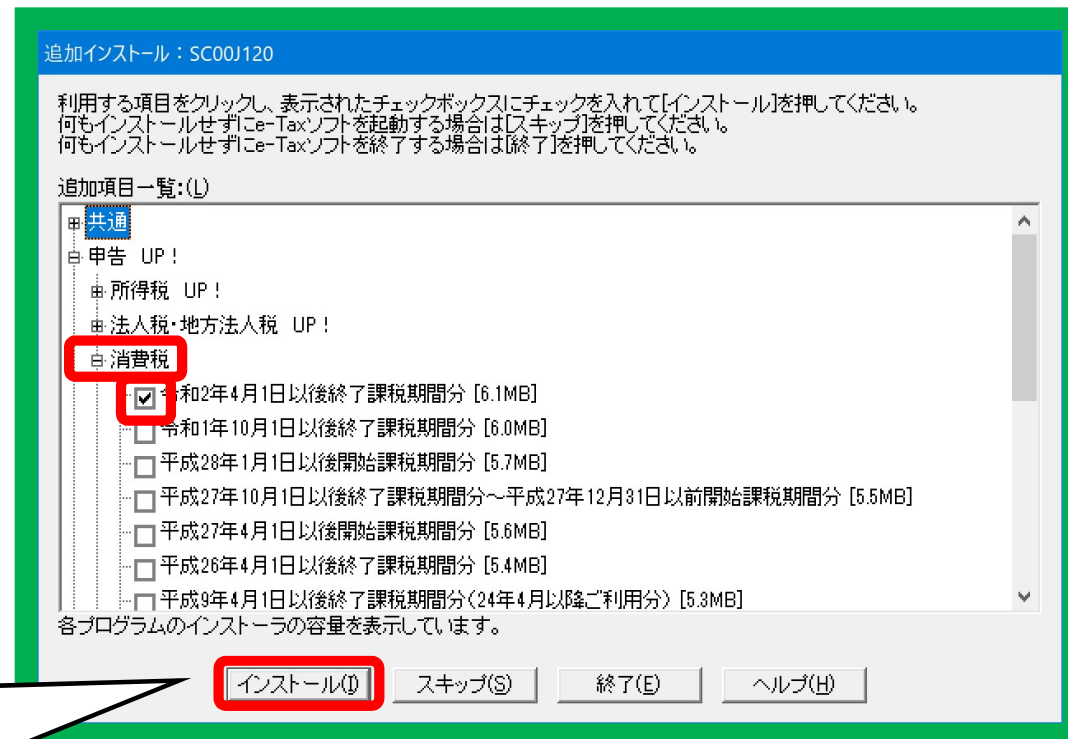 追加インストール：SC00J120
利用する項目をクリックし、表示されたチェックボックスにチェックを入れて[インストール]を押してください。
何もインストールせずにe-Taxソフトを起動する場合は[スキップ]を押してください。
何もインストールせずにe-Taxソフトを終了する場合は[終了]を押してください。
追加項目一覧:(L)
共通
申告 UP！
所得税 UP！
法人税・地方法人税 UP！
消費税
令和2年4月1日以後終了課税期間分 [6.1MB]
令和1年10月1日以後終了課税期間分 [6.0MB]
平成28年1月1日以後開始課税期間分 [5.7MB]
平成27年10月1日以後終了課税期間分～平成27年12月31日以前開始課税期間分 [5.5MB]
平成27年4月1日以後開始課税期間分 [5.6MB]
平成26年4月1日以後終了課税期間分 [5.4MB]
平成9年4月1日以後終了課税期間分(24年4月以降ご利用分) [5.3MB]
各プログラムのインストーラの容量を表示しています。
インストール(I) スキップ(S) 終了(E) ヘルプ(H)